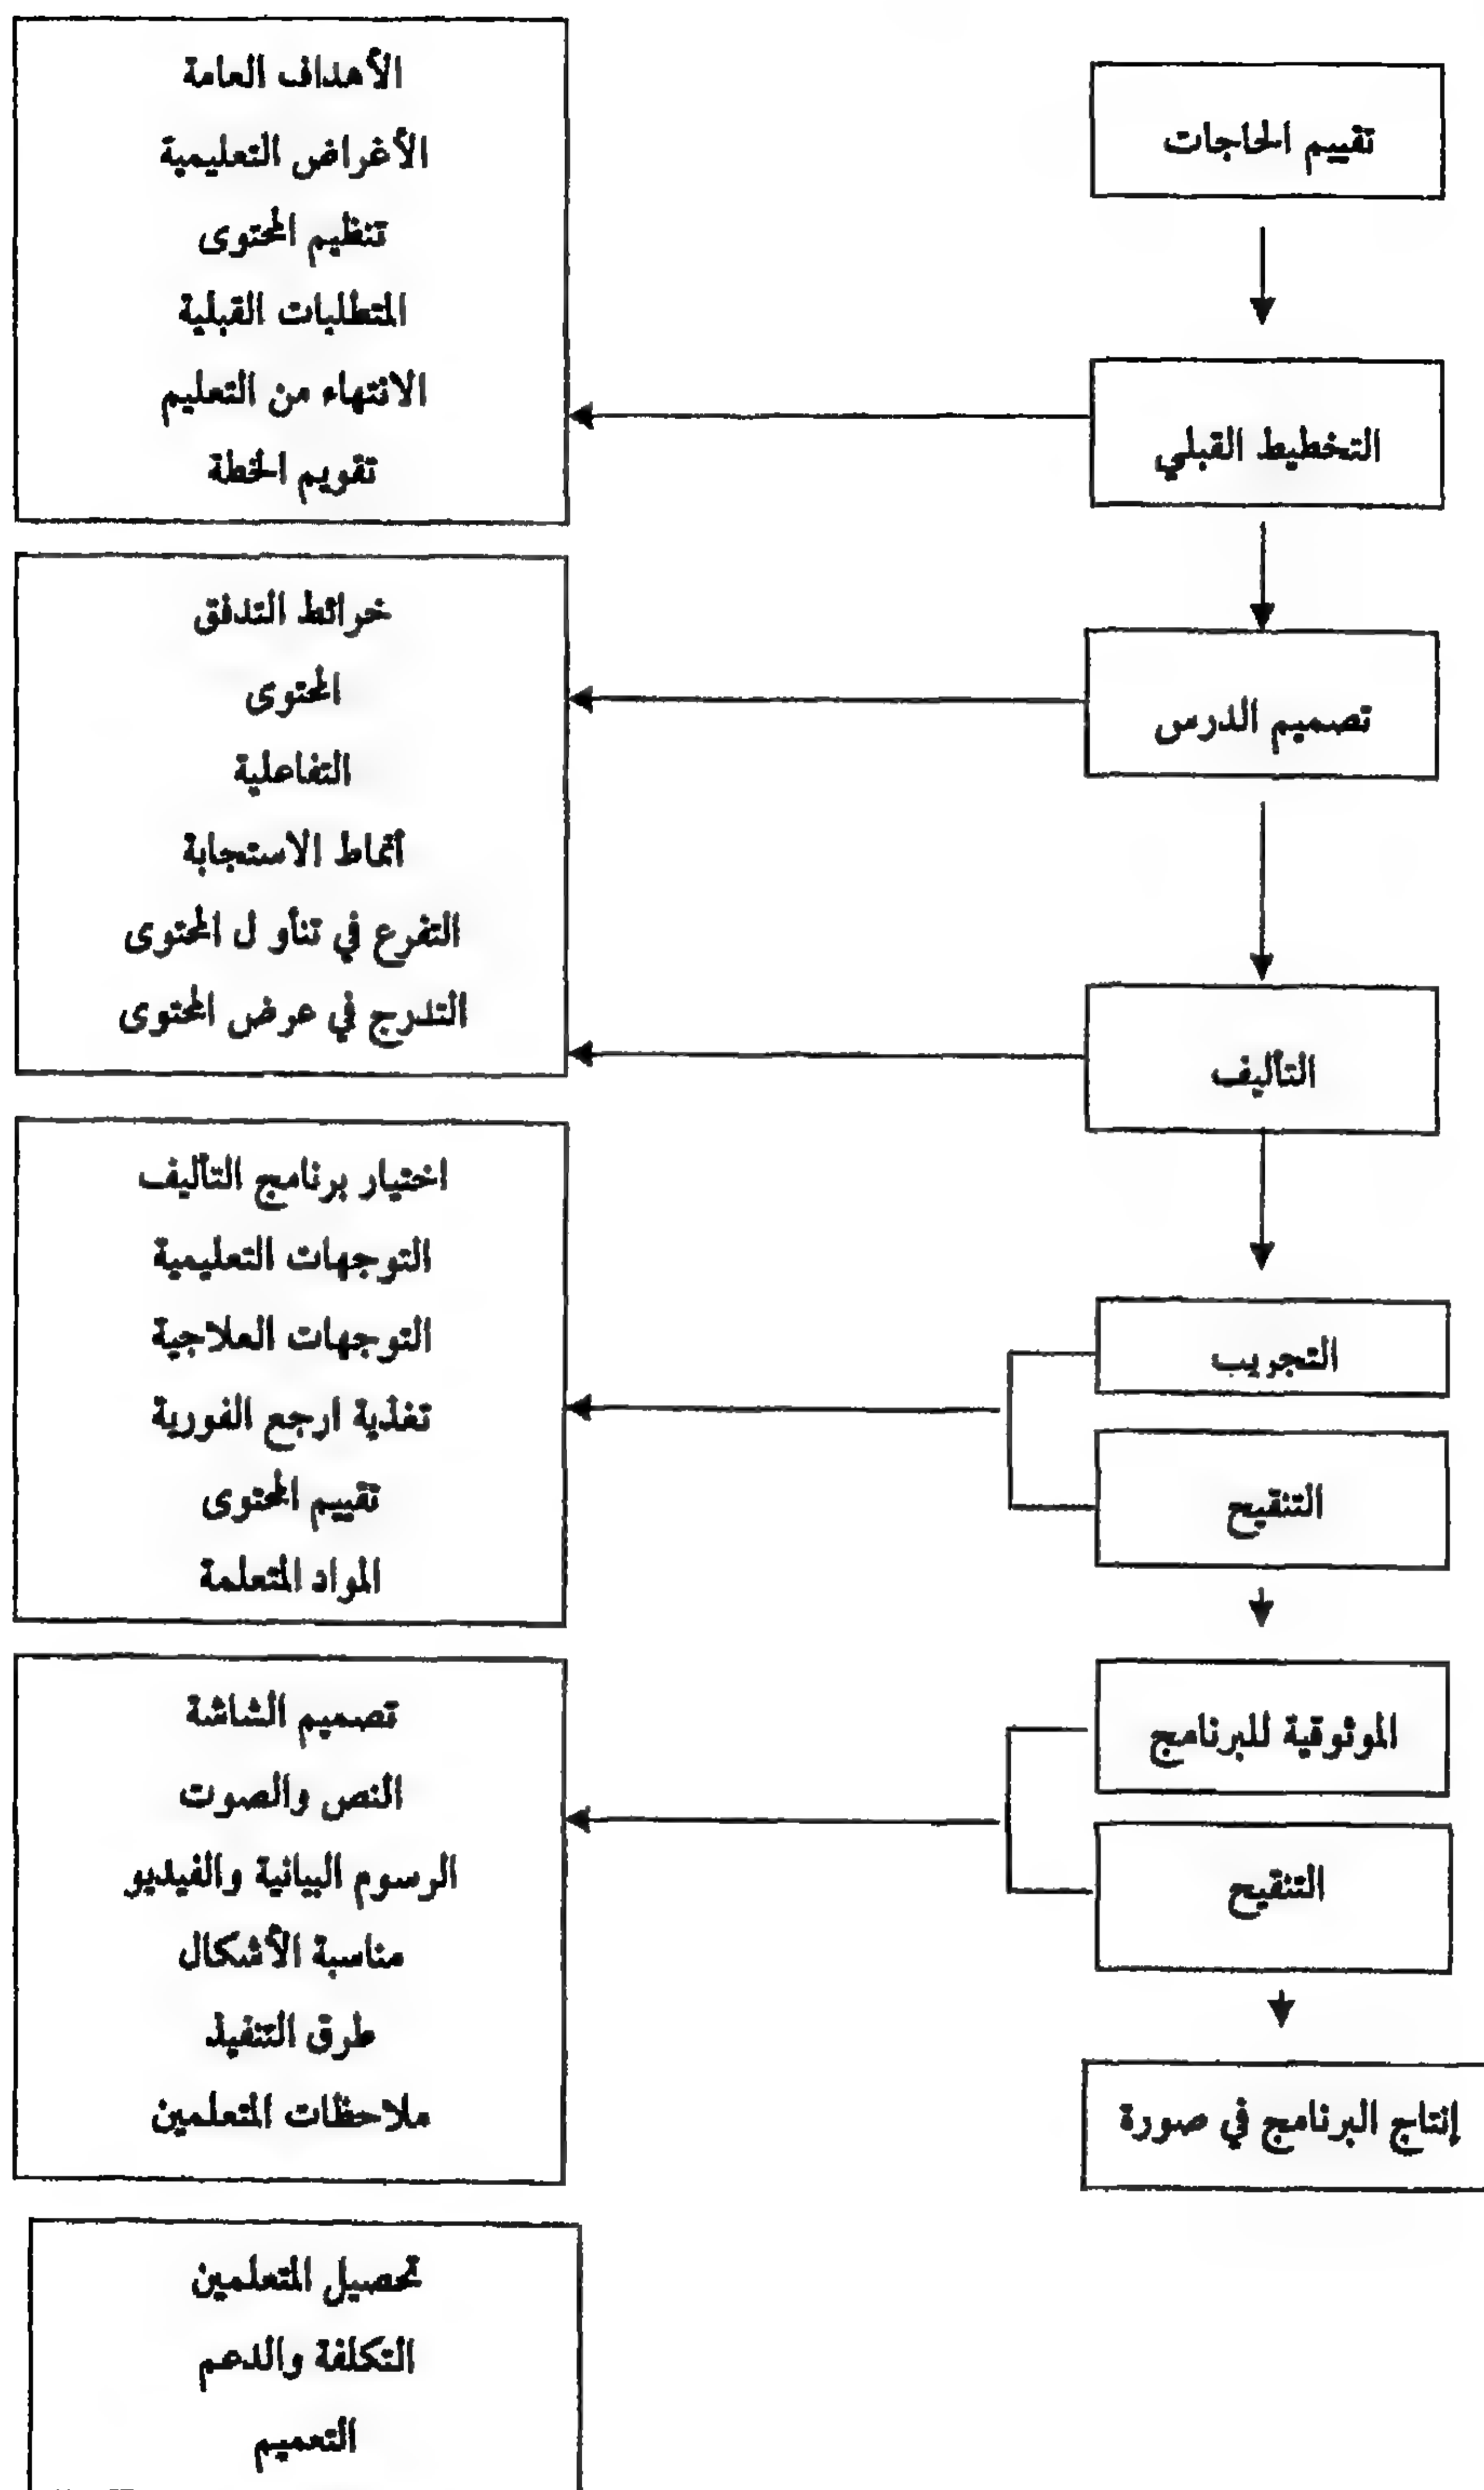 تقييم الحاجات
التخطيط القبلي
تصميم الدرس
التأليف
التجريب
التنقيح
الموثوقية للبرنامج
التنقيح
إنتاج البرنامج في صورة
الأهداف العامة
الأغراض التعليمية
تنظيم المحتوى
المتطلبات القبلية
الانتهاء من التعليم
تقويم الخطة
خرائط التدفق
المحتوى
التفاعلية
أنماط الاستجابة
التفرع في تنأو ل المحتوى
التدرج في عرض المحتوى
اختيار برنامج التأليف
التوجهات التعليمية
التوجهات العلاجية
تغذية ارجع الفورية
تقييم المحتوى
المواد المتعلمة
تصميم الشاشة
النص والصوت
الرسوم البيانية والفيديو
مناسبة الأشكال
طرق التنفيذ
ملاحظات المتعلمين
تحصيل المتعلمين
التكلفة والدعم
التعميم